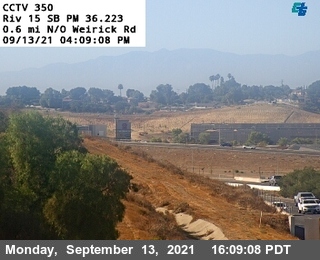 CCTV 350
Riv 15 SB PM 36.223
0.6 mi N/O Weirick Rd
09/13/21 04:09:08 PM
Monday, September 13, 2021 16:09:08 PDT